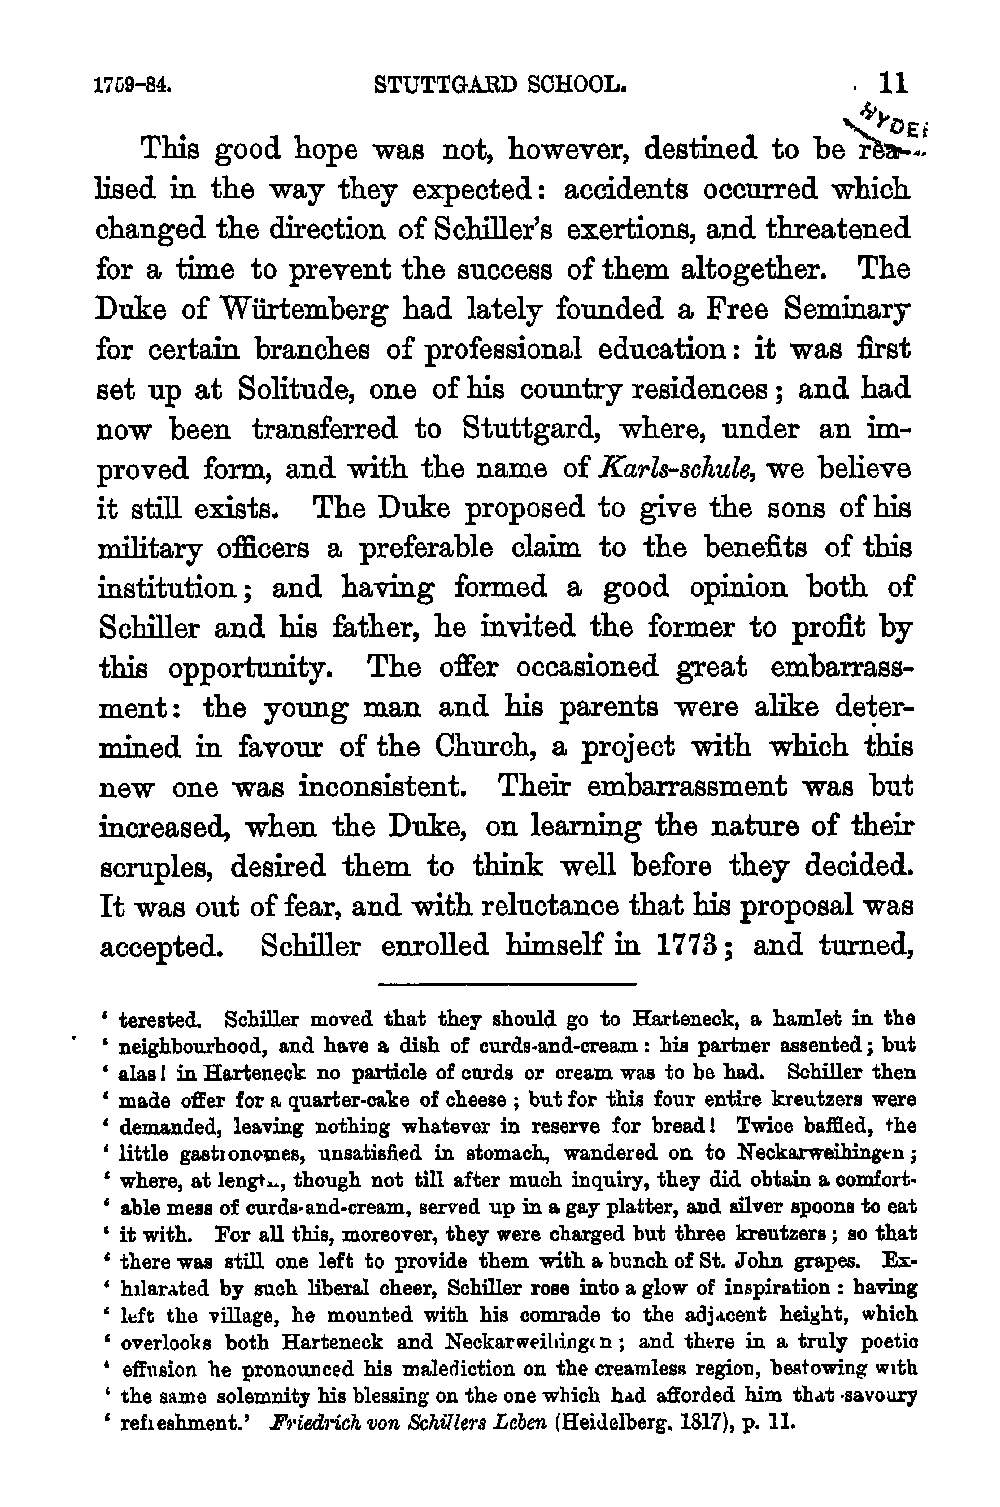 1759-84. STUTTGARD SCHOOL. 11
HYDE
This good hope was not, however, destined to be rea-
lised in the way they expected: accidents occurred which
changed the direction of Schiller's exertions, and threatened
for a time to prevent the success of them altogether. The
Duke of Würtemberg had lately founded a Free Seminary
for certain branches of professional education: it was first
set up at Solitude, one of his country residences; and had
now been transferred to Stuttgard, where, under an im-
proved form, and with the name of Karls-schule, we believe
it still exists. The Duke proposed to give the sons of his
military officers a preferable claim to the benefits of this
institution; and having formed a good opinion both of
Schiller and his father, he invited the former to profit by
this opportunity. The offer occasioned great embarrass-
ment: the young man and his parents were alike deter-
mined in favour of the Church, a project with which this
new one was inconsistent. Their embarrassment was but
increased, when the Duke, on learning the nature of their
scruples, desired them to think well before they decided.
It was out of fear, and with reluctance that his proposal was
accepted. Schiller enrolled himself in 1773; and turned,
‘ terested. Schiller moved that they should go to Harteneck, a hamlet in the
‘ neighbourhood, and have a dish of curds-and-cream: his partner assented; but
‘ alas! in Harteneck no particle of curds or cream was to be had. Schiller then
‘ made offer for a quarter-cake of cheese; but for this four entire kreutzers were
‘ demanded, leaving nothing whatever in reserve for bread! Twice baffled, the
‘ little gastronomes, unsatisfied in stomach, wandered on to Neckarweihingen;
‘ where, at length, though not till after much inquiry, they did obtain a comfort-
‘ able mess of curds-and-cream, served up in a gay platter, and silver spoons to eat
‘ it with. For all this, moreover, they were charged but three kreutzers; so that
‘ there was still one left to provide them with a bunch of St. John grapes. Ex-
‘ hilarated by such liberal cheer, Schiller rose into a glow of inspiration: having
‘ left the village, he mounted with his comrade to the adjacent height, which
‘ overlooks both Harteneck and Neckarweihingen; and there in a truly poetic
‘ effusion he pronounced his malediction on the creamless region, bestowing with
‘ the same solemnity his blessing on the one which had afforded him that savoury
‘ refreshment.’ Friedrich von Schillers Leben (Heidelberg, 1817), p. 11.